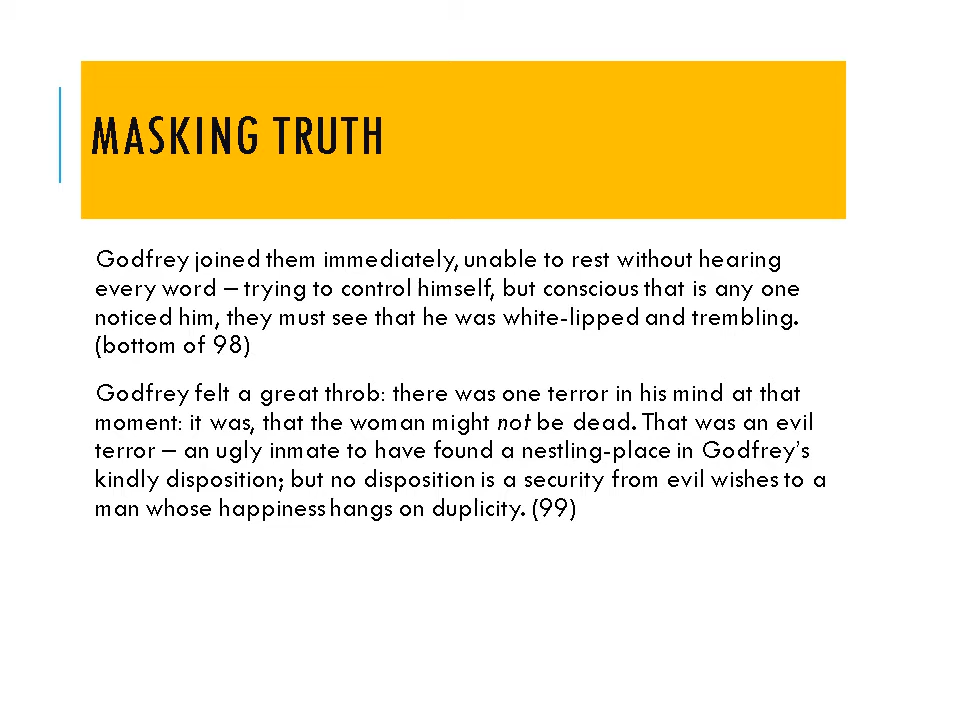 MASKING TRUTH
Godfrey joined them immediately, unable to rest without hearing
every word – trying to control himself, but conscious that is any one
noticed him, they must see that he was white-lipped and trembling.
(bottom of 98)
Godfrey felt a great throb: there was one terror in his mind at that
moment: it was, that the woman might not be dead. That was an evil
terror – an ugly inmate to have found a nestling-place in Godfrey's
kindly disposition; but no disposition is a security from evil wishes to a
man whose happiness hangs on duplicity. (99)